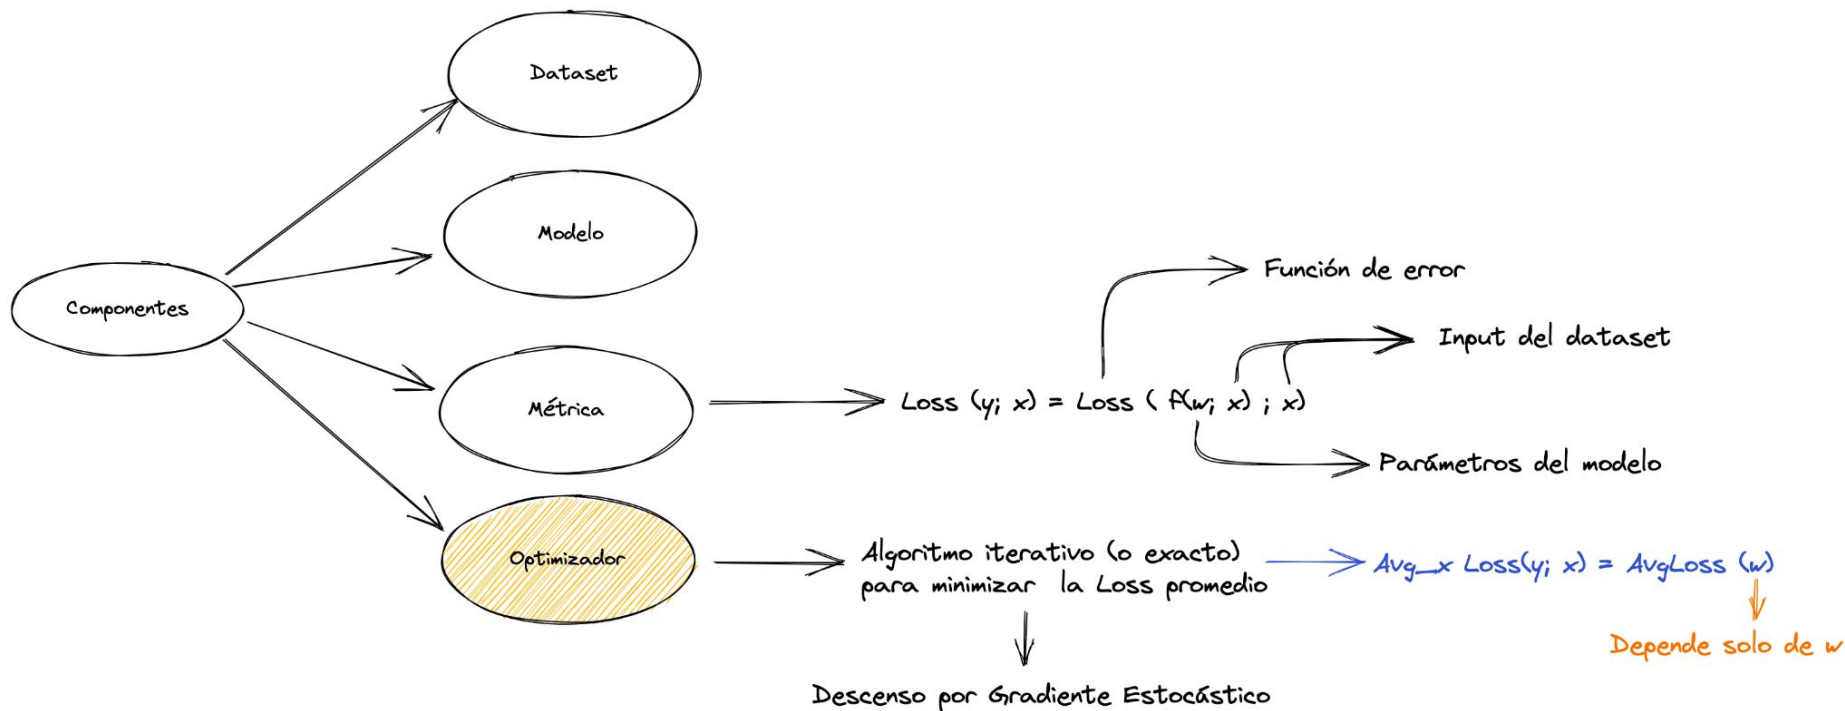 Dataset
Modelo
Componentes
Métrica
Optimizador
Función de error
Input del dataset
Loss (y; x) = Loss ( f(w; x) ; x)
Parámetros del modelo
Algoritmo iterativo (o exacto)
para minimizar la Loss promedio
Avg_x Loss(y; x) = AvgLoss (w)
Depende solo de w
Descenso por Gradiente Estocástico